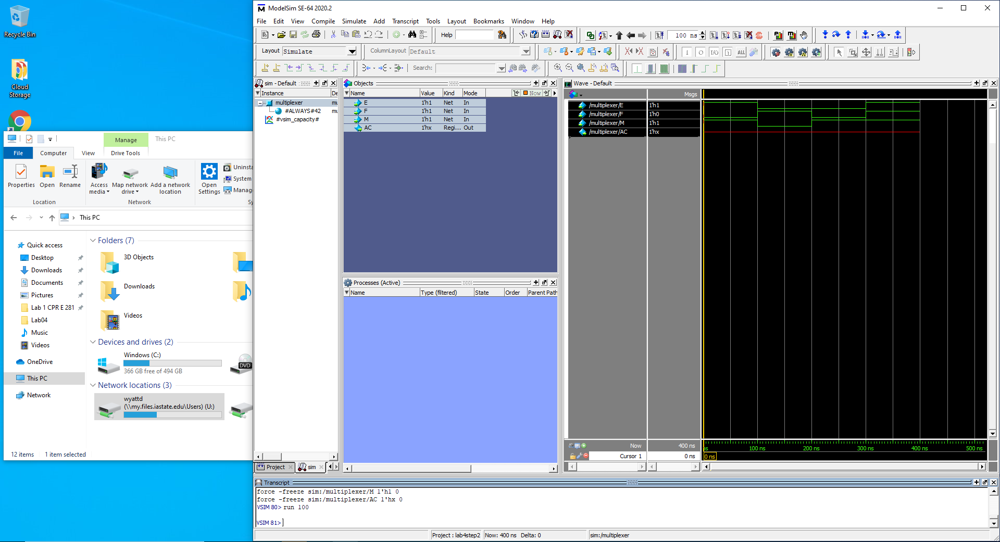 Recycle Bin
Cloud
Storage
ModelSim SE-64 2020.2
File Edit View Compile Simulate Add Transcript Tools Layout Bookmarks Window Help
Help
100 ns
Layout Simulate
ColumnLayout Default
ALL
Search:
sim - Default
Instance
multiplexer
#ALWAYS#42
#vsim_capacity#
Project
sim
Objects
Name Value Kind Mode
Now
E 1'h1 Net In
F 1'h1 Net In
M 1'h1 Net In
AC 1'hx Regi... Out
Processes (Active)
Name Type (filtered) State Order Parent Path
Wave - Default
Msgs
/multiplexer/E 1'h1
/multiplexer/F 1'h0
/multiplexer/M 1'h1
/multiplexer/AC 1'hx
Now 400 ns
Cursor 1 0 ns
ns 100 ns 200 ns 300 ns 400 ns 500 ns
0 ns
Transcript
force -freeze sim:/multiplexer/M 1'h1 0
force -freeze sim:/multiplexer/AC 1'hx 0
VSIM 80> run 100
VSIM 81>
Project : lab4step2 Now: 400 ns Delta: 0 sim:/multiplexer
Manage
This PC
File Computer View Drive Tools
Properties Open Rename
Access
media
Map network
drive
Add a network
location
Open
Settings
Uninsta
System
Manag
Location Network Sy
This PC
Quick access
Desktop
Downloads
Documents
Pictures
Lab 1 CPR E 281
Lab04
Music
Videos
OneDrive
This PC
Network
Folders (7)
3D Objects
Downloads
Videos
Devices and drives (2)
Windows (C:)
366 GB free of 494 GB
DVD
Network locations (3)
wyattd
(\\my.files.iastate.edu\Users) (U:)
12 items 1 item selected